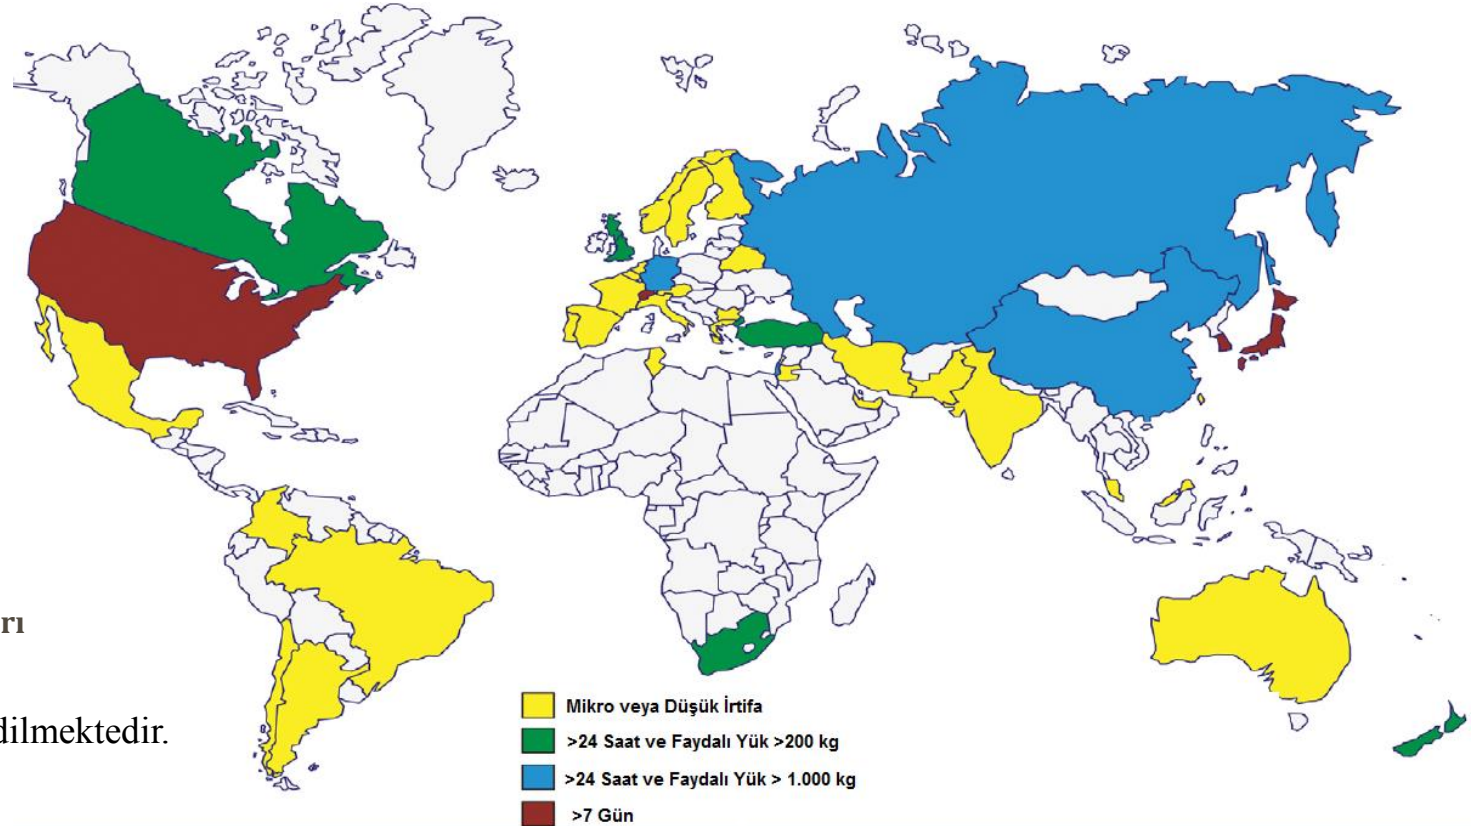 rı
dilmektedir.
Mikro veya Düşük İrtifa
>24 Saat ve Faydalı Yük >200 kg
>24 Saat ve Faydalı Yük > 1.000 kg
>7 Gün